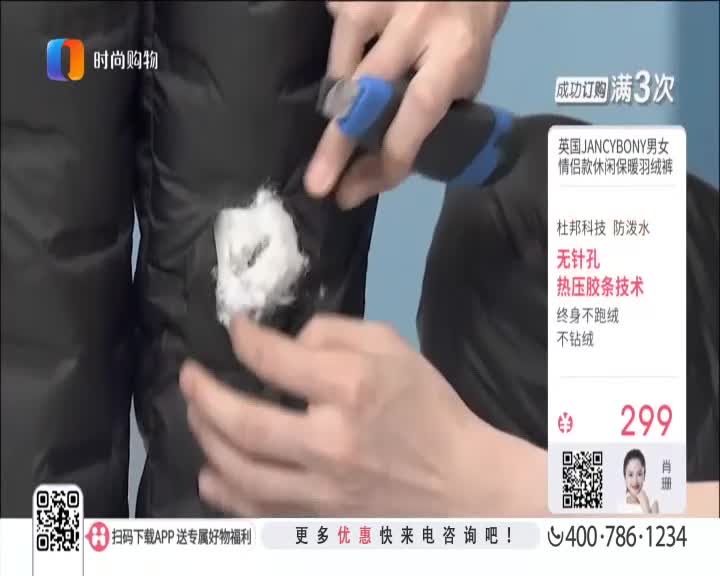 时尚购物
成功订购 满3次
英国JANCYBONY男女
情侣款休闲保暖羽绒裤
杜邦科技 防泼水
无针孔
热压胶条技术
终身不跑绒
不钻绒
299
肖珊
扫码下载APP 送专属好物福利
更多优惠快来电咨询吧！
400·786·1234